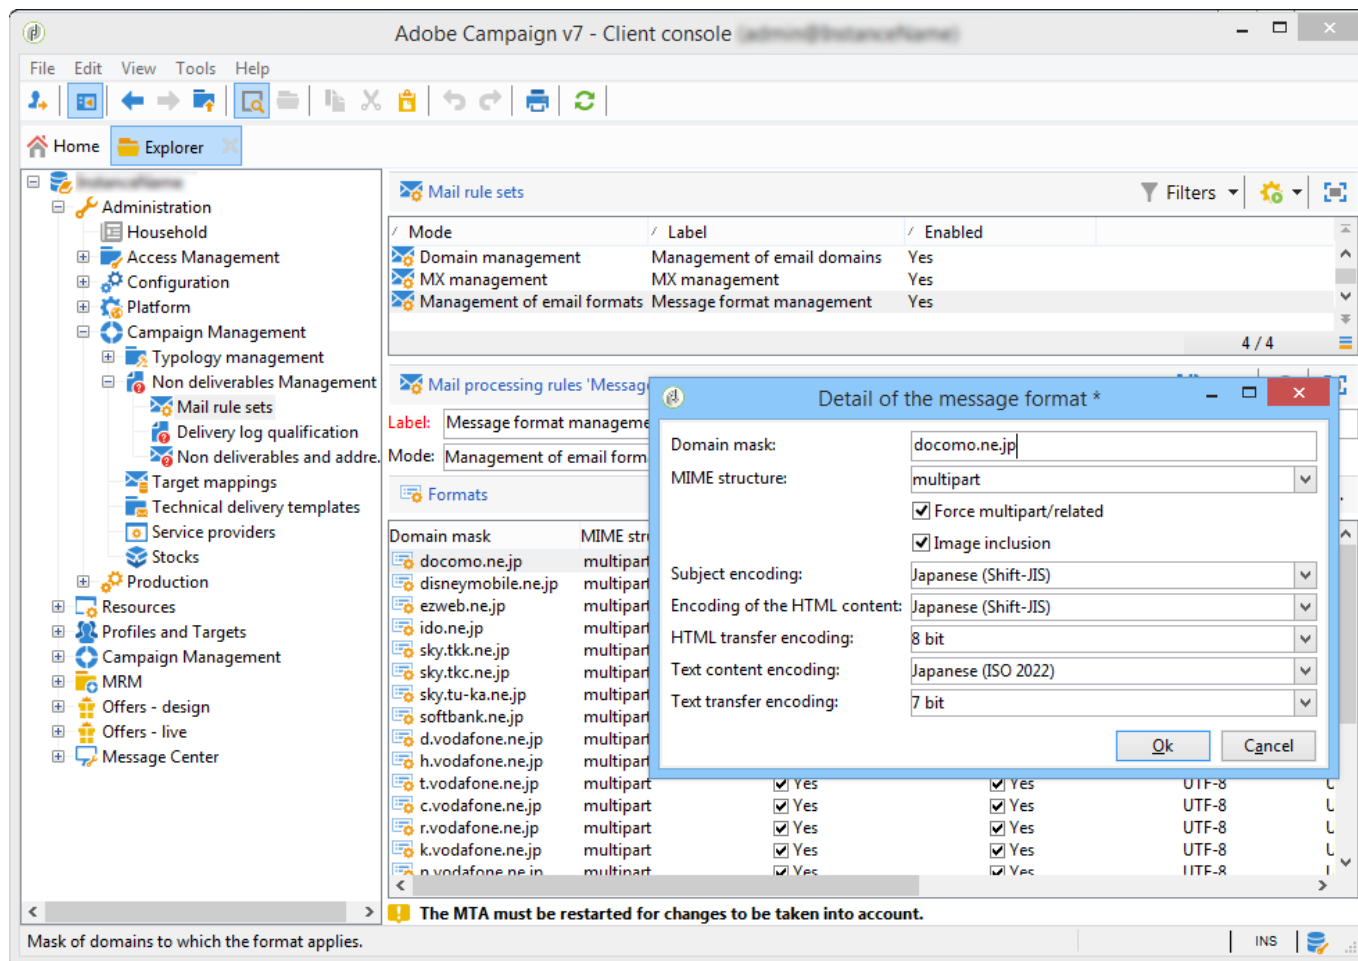 Adobe Campaign v7 - Client console
File Edit View Tools Help
Home Explorer
Administration
Household
Access Management
Configuration
Platform
Campaign Management
Typology management
Non deliverables Management
Mail rule sets
Delivery log qualification
Non deliverables and addre.
Target mappings
Technical delivery templates
Service providers
Stocks
Production
Resources
Profiles and Targets
Campaign Management
MRM
Offers - design
Offers - live
Message Center
Mail rule sets Filters
Mode Label Enabled
Domain management Management of email domains Yes
MX management MX management Yes
Management of email formats Message format management Yes
4 / 4
Mail processing rules 'Messag
Label: Message format manageme
Mode: Management of email form
Formats
Domain mask MIME stru
docomo.ne.jp multipart
disneymobile.ne.jp multipart
ezweb.ne.jp multipart
ido.ne.jp multipart
sky.tkk.ne.jp multipart
sky.tkc.ne.jp multipart
sky.tu-ka.ne.jp multipart
softbank.ne.jp multipart
d.vodafone.ne.jp multipart
h.vodafone.ne.jp multipart
t.vodafone.ne.jp multipart Yes Yes UTF-8 U
c.vodafone.ne.jp multipart Yes Yes UTF-8 U
r.vodafone.ne.jp multipart Yes Yes UTF-8 U
k.vodafone.ne.jp multipart Yes Yes UTF-8 U
n.vodafone.ne.jp multipart Yes Yes UTF-8
Detail of the message format *
Domain mask: docomo.ne.jp
MIME structure: multipart
Force multipart/related
Image inclusion
Subject encoding: Japanese (Shift-JIS)
Encoding of the HTML content: Japanese (Shift-JIS)
HTML transfer encoding: 8 bit
Text content encoding: Japanese (ISO 2022)
Text transfer encoding: 7 bit
Ok Cancel
The MTA must be restarted for changes to be taken into account.
Mask of domains to which the format applies. INS